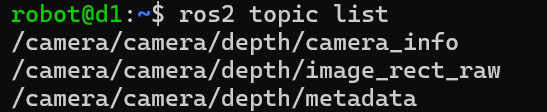 robot@d1:~$ ros2 topic list
/camera/camera/depth/camera_info
/camera/camera/depth/image_rect_raw
/camera/camera/depth/metadata